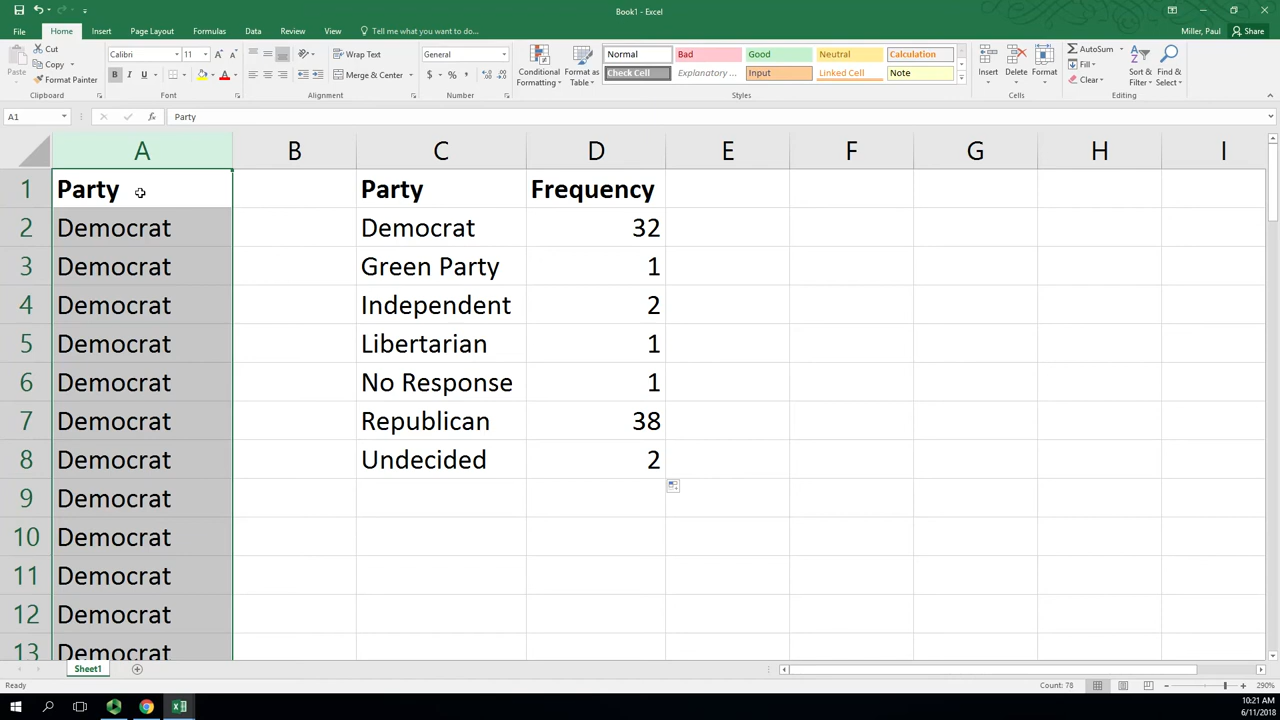 Book1 - Excel
File Home Insert Page Layout Formulas Data Review View Tell me what you want to do... Miller, Paul Share
Paste Cut Copy Format Painter Clipboard
Calibri 11 B I U A Font
Wrap Text Merge & Center Alignment
General $ % , Number
Conditional Formatting Format as Table
Normal Bad Good Neutral Calculation
Check Cell Explanatory ... Input Linked Cell Note
Styles
Insert Delete Format Cells
AutoSum Fill Clear Sort & Filter Find & Select Editing
A1 fx Party
A B C D E F G H I
1 Party Party Frequency
2 Democrat Democrat 32
3 Democrat Green Party 1
4 Democrat Independent 2
5 Democrat Libertarian 1
6 Democrat No Response 1
7 Democrat Republican 38
8 Democrat Undecided 2
9 Democrat
10 Democrat
11 Democrat
12 Democrat
13 Democrat
Sheet1
Ready Count: 78 290%
10:21 AM
6/11/2018